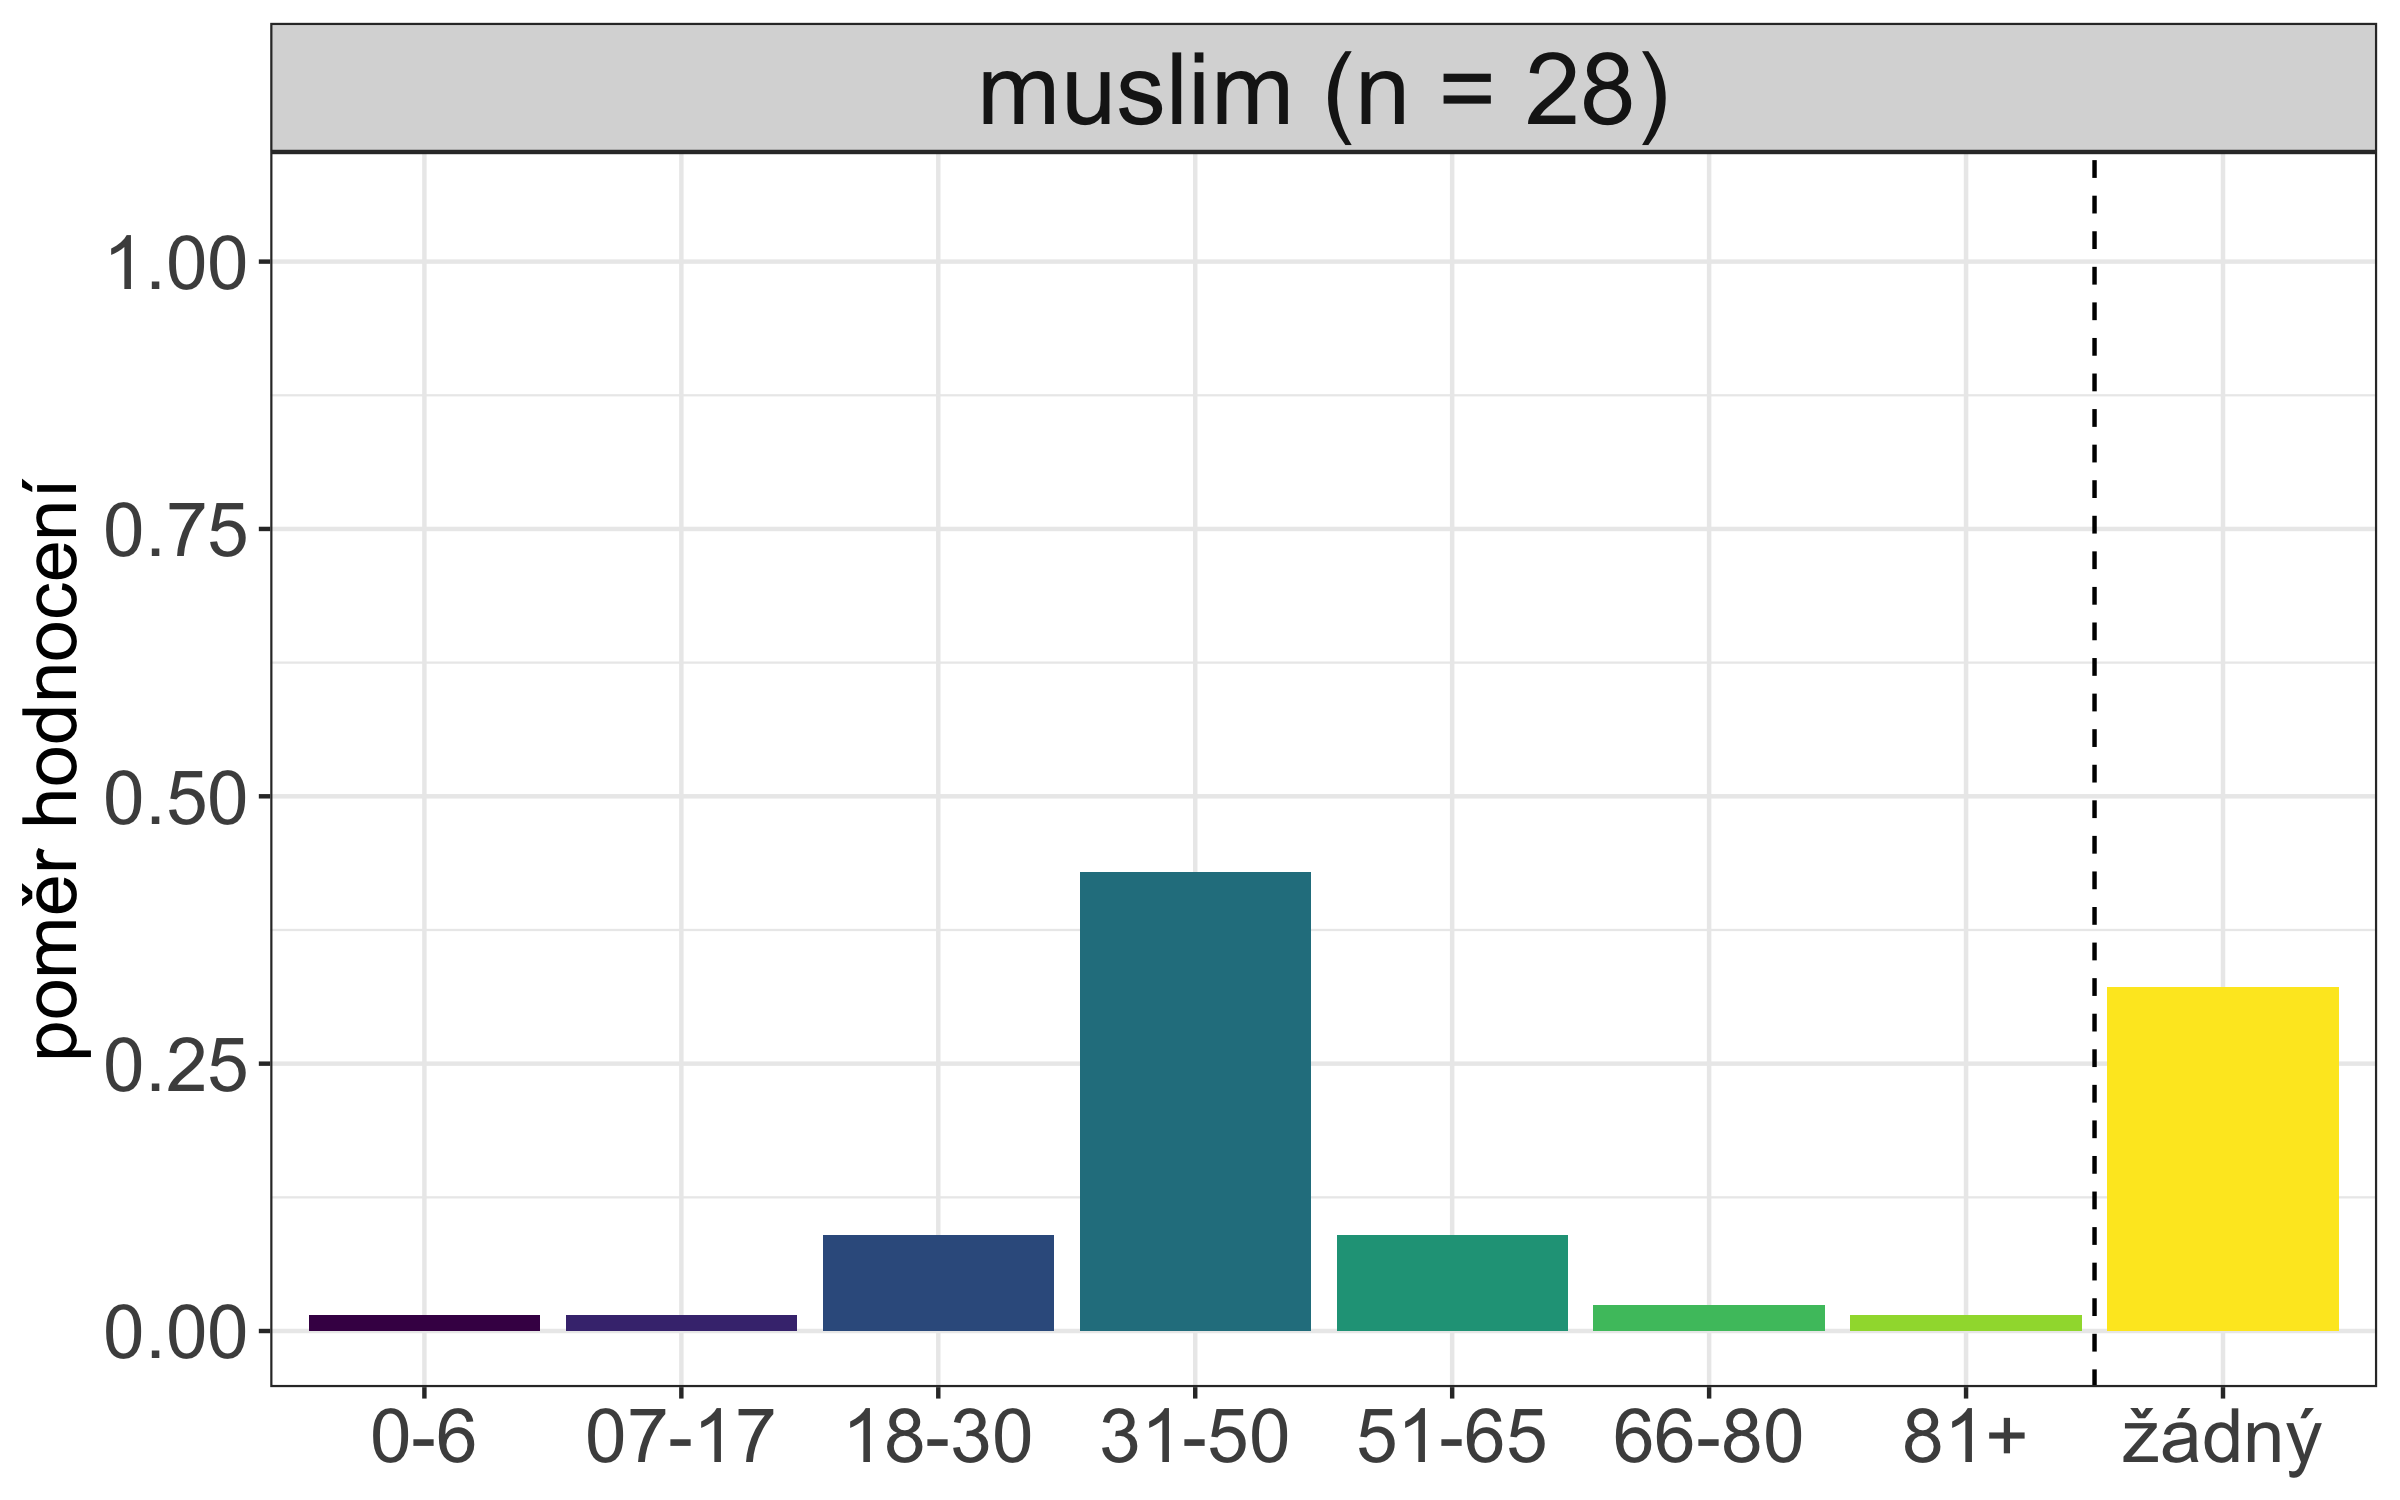 muslim (n = 28)
poměr hodnocení
1.00
0.75
0.50
0.25
0.00
0-6 07-17 18-30 31-50 51-65 66-80 81+ žádný